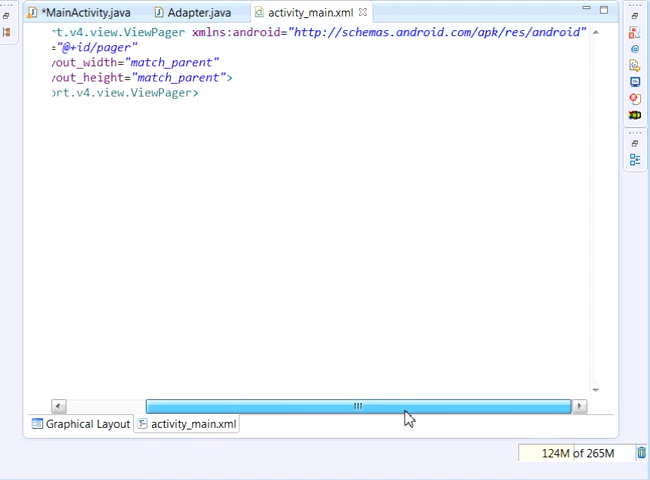 *MainActivity.java
Adapter.java
activity_main.xml
rt.v4.view.ViewPager xmlns:android="http://schemas.android.com/apk/res/android"
="@+id/pager"
yout_width="match_parent"
yout_height="match_parent">
ort.v4.view.ViewPager>
Graphical Layout
activity_main.xml
124M of 265M